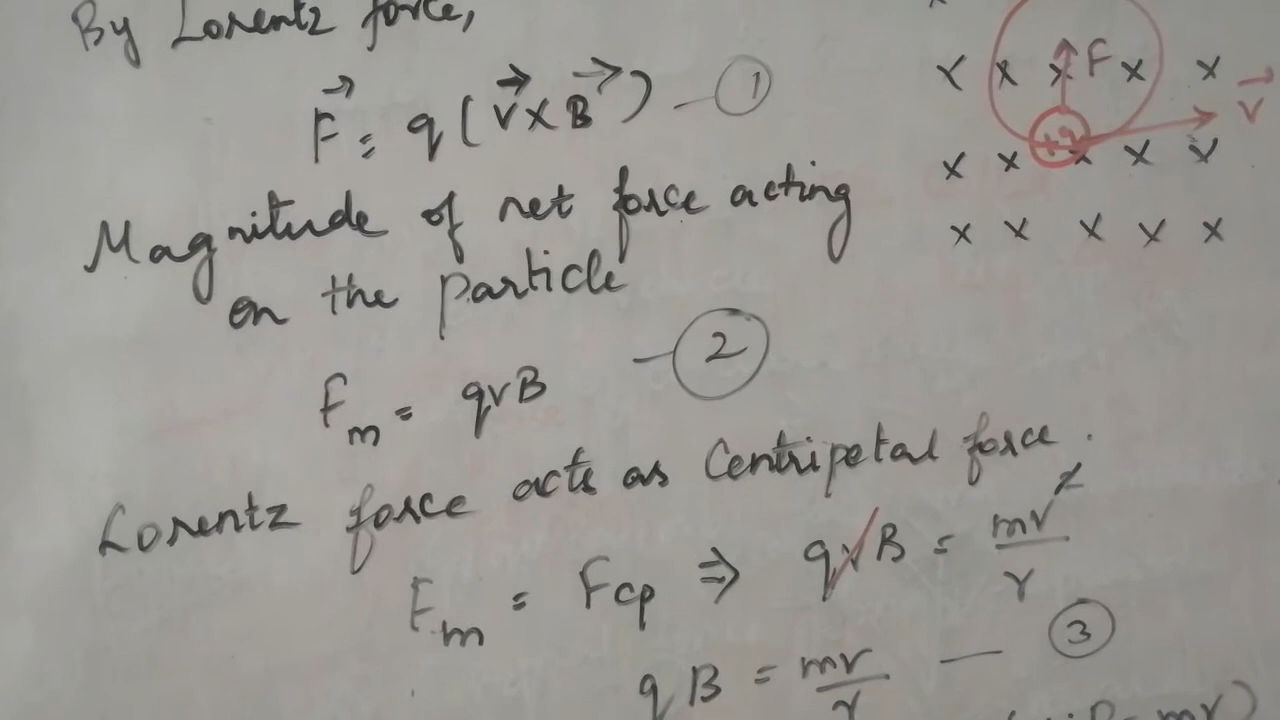 By Lorentz force,
F⃗ = q(v⃗ × B⃗) — ①
Magnitude of net force acting
on the particle
Fₘ = qvB — ②
Lorentz force acts as Centripetal force.
Fₘ = Fcp ⇒ qvB = mv²/r
qB = mv/r — ③
x x x x x
F
v⃗
+q
x x x x x
x x x x x